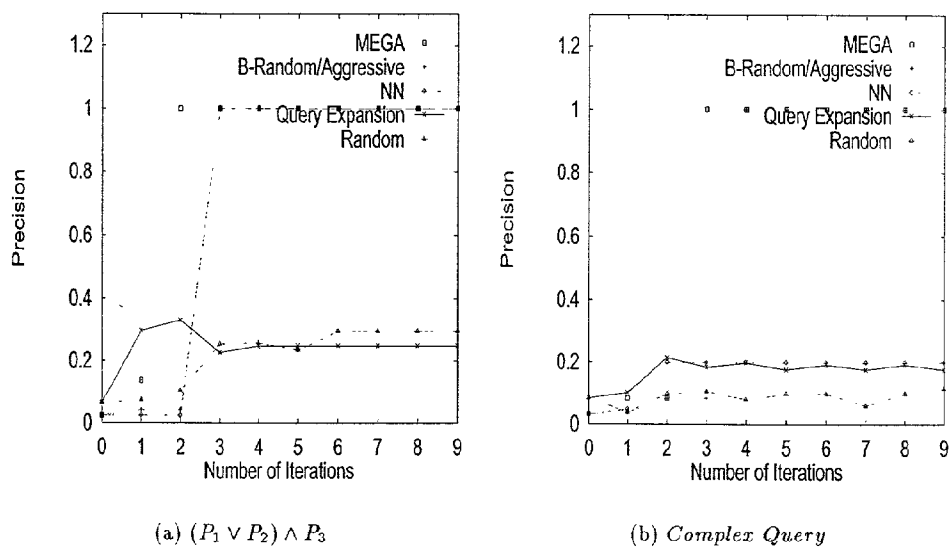 1.2
1
0.8
0.6
0.4
0.2
0
Precision
MEGA
B-Random/Aggressive
NN
Query Expansion
Random
0 1 2 3 4 5 6 7 8 9
Number of Iterations
(a) (P₁ ∨ P₂) ∧ P₃
1.2
1
0.8
0.6
0.4
0.2
0
Precision
MEGA
B-Random/Aggressive
NN
Query Expansion
Random
0 1 2 3 4 5 6 7 8 9
Number of Iterations
(b) Complex Query